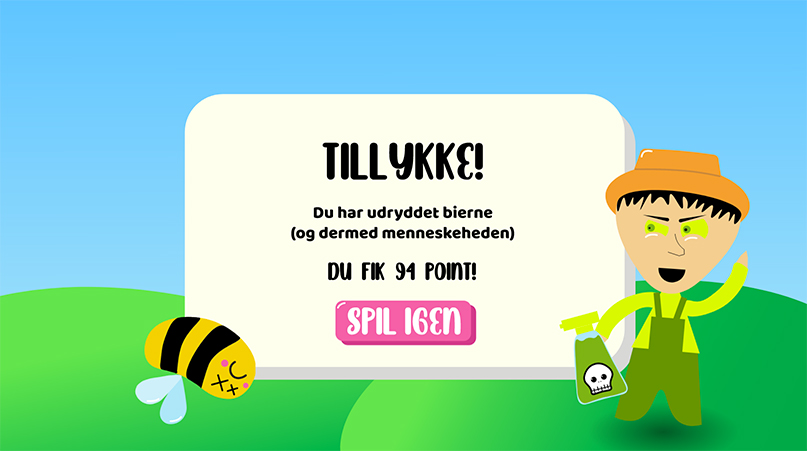 TILLYKKE!
Du har udryddet bierne
(og dermed menneskeheden)
DU FIK 94 POINT!
SPIL IGEN